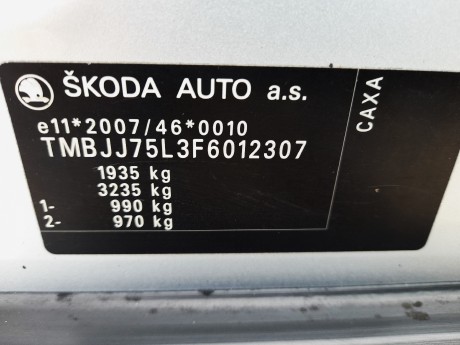 ŠKODA AUTO a.s.
CAXA
e11*2007/46*0010
TMBJJ75L3F6012307
1935 kg
3235 kg
1- 990 kg
2- 970 kg